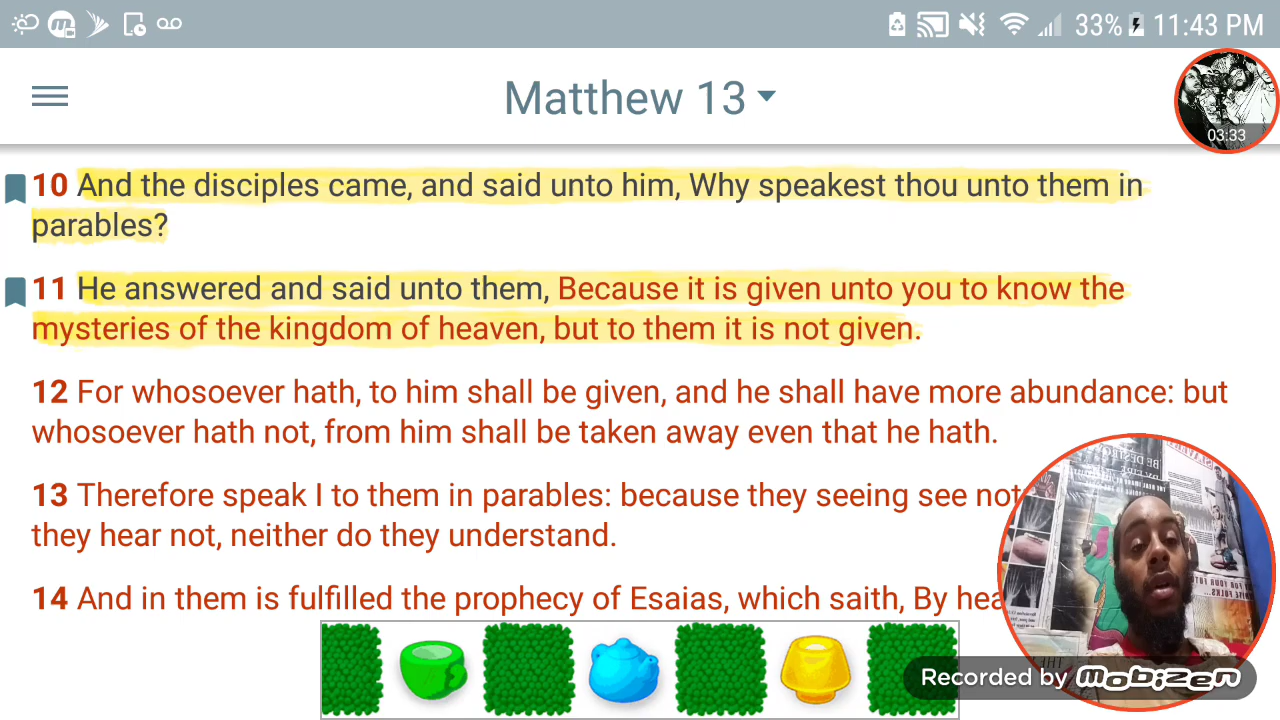 33% 11:43 PM
Matthew 13
03:33
10 And the disciples came, and said unto him, Why speakest thou unto them in
parables?
11 He answered and said unto them, Because it is given unto you to know the
mysteries of the kingdom of heaven, but to them it is not given.
12 For whosoever hath, to him shall be given, and he shall have more abundance: but
whosoever hath not, from him shall be taken away even that he hath.
13 Therefore speak I to them in parables: because they seeing see not
they hear not, neither do they understand.
14 And in them is fulfilled the prophecy of Esaias, which saith, By hea
Recorded by MOBIZEN